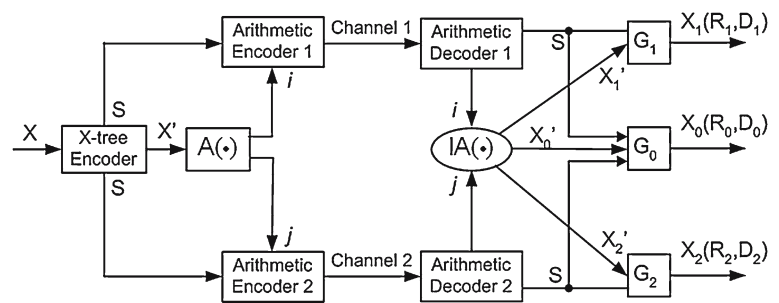 Arithmetic
Encoder 1
Channel 1
Arithmetic
Decoder 1
S
G₁
X₁(R₁,D₁)
S
i
i
X₁'
X
X-tree
Encoder
X'
A(•)
IA(•)
X₀'
G₀
X₀(R₀,D₀)
S
j
j
X₂'
Arithmetic
Encoder 2
Channel 2
Arithmetic
Decoder 2
S
G₂
X₂(R₂,D₂)